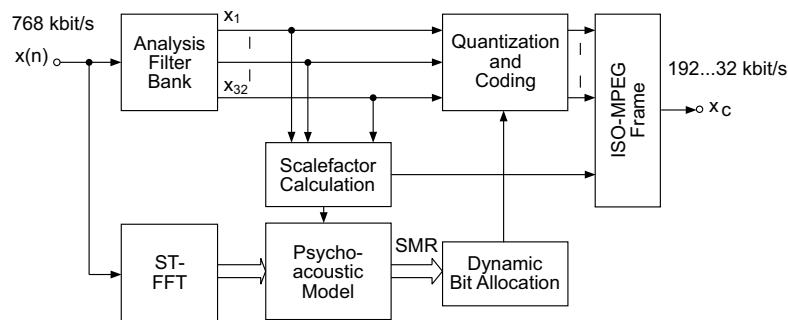 768 kbit/s
x(n)
Analysis
Filter
Bank
x1
x32
Quantization
and
Coding
ISO-MPEG
Frame
192...32 kbit/s
xC
Scalefactor
Calculation
ST-
FFT
Psycho-
acoustic
Model
SMR
Dynamic
Bit Allocation